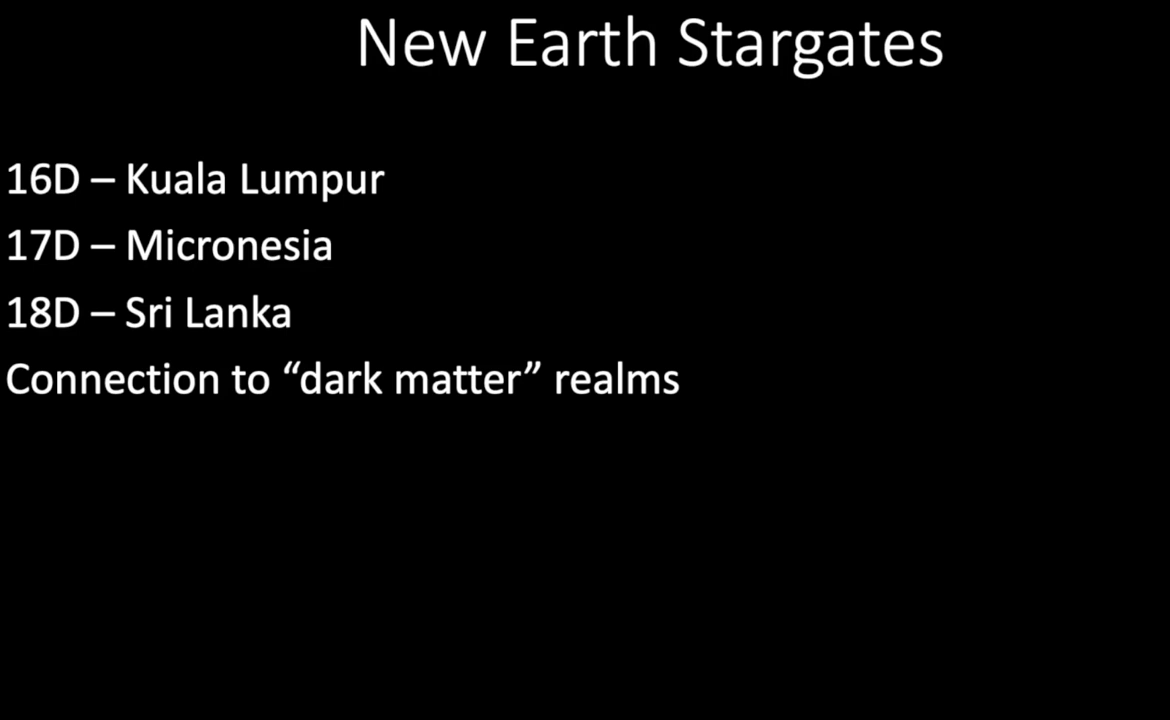 New Earth Stargates
16D – Kuala Lumpur
17D – Micronesia
18D – Sri Lanka
Connection to “dark matter” realms